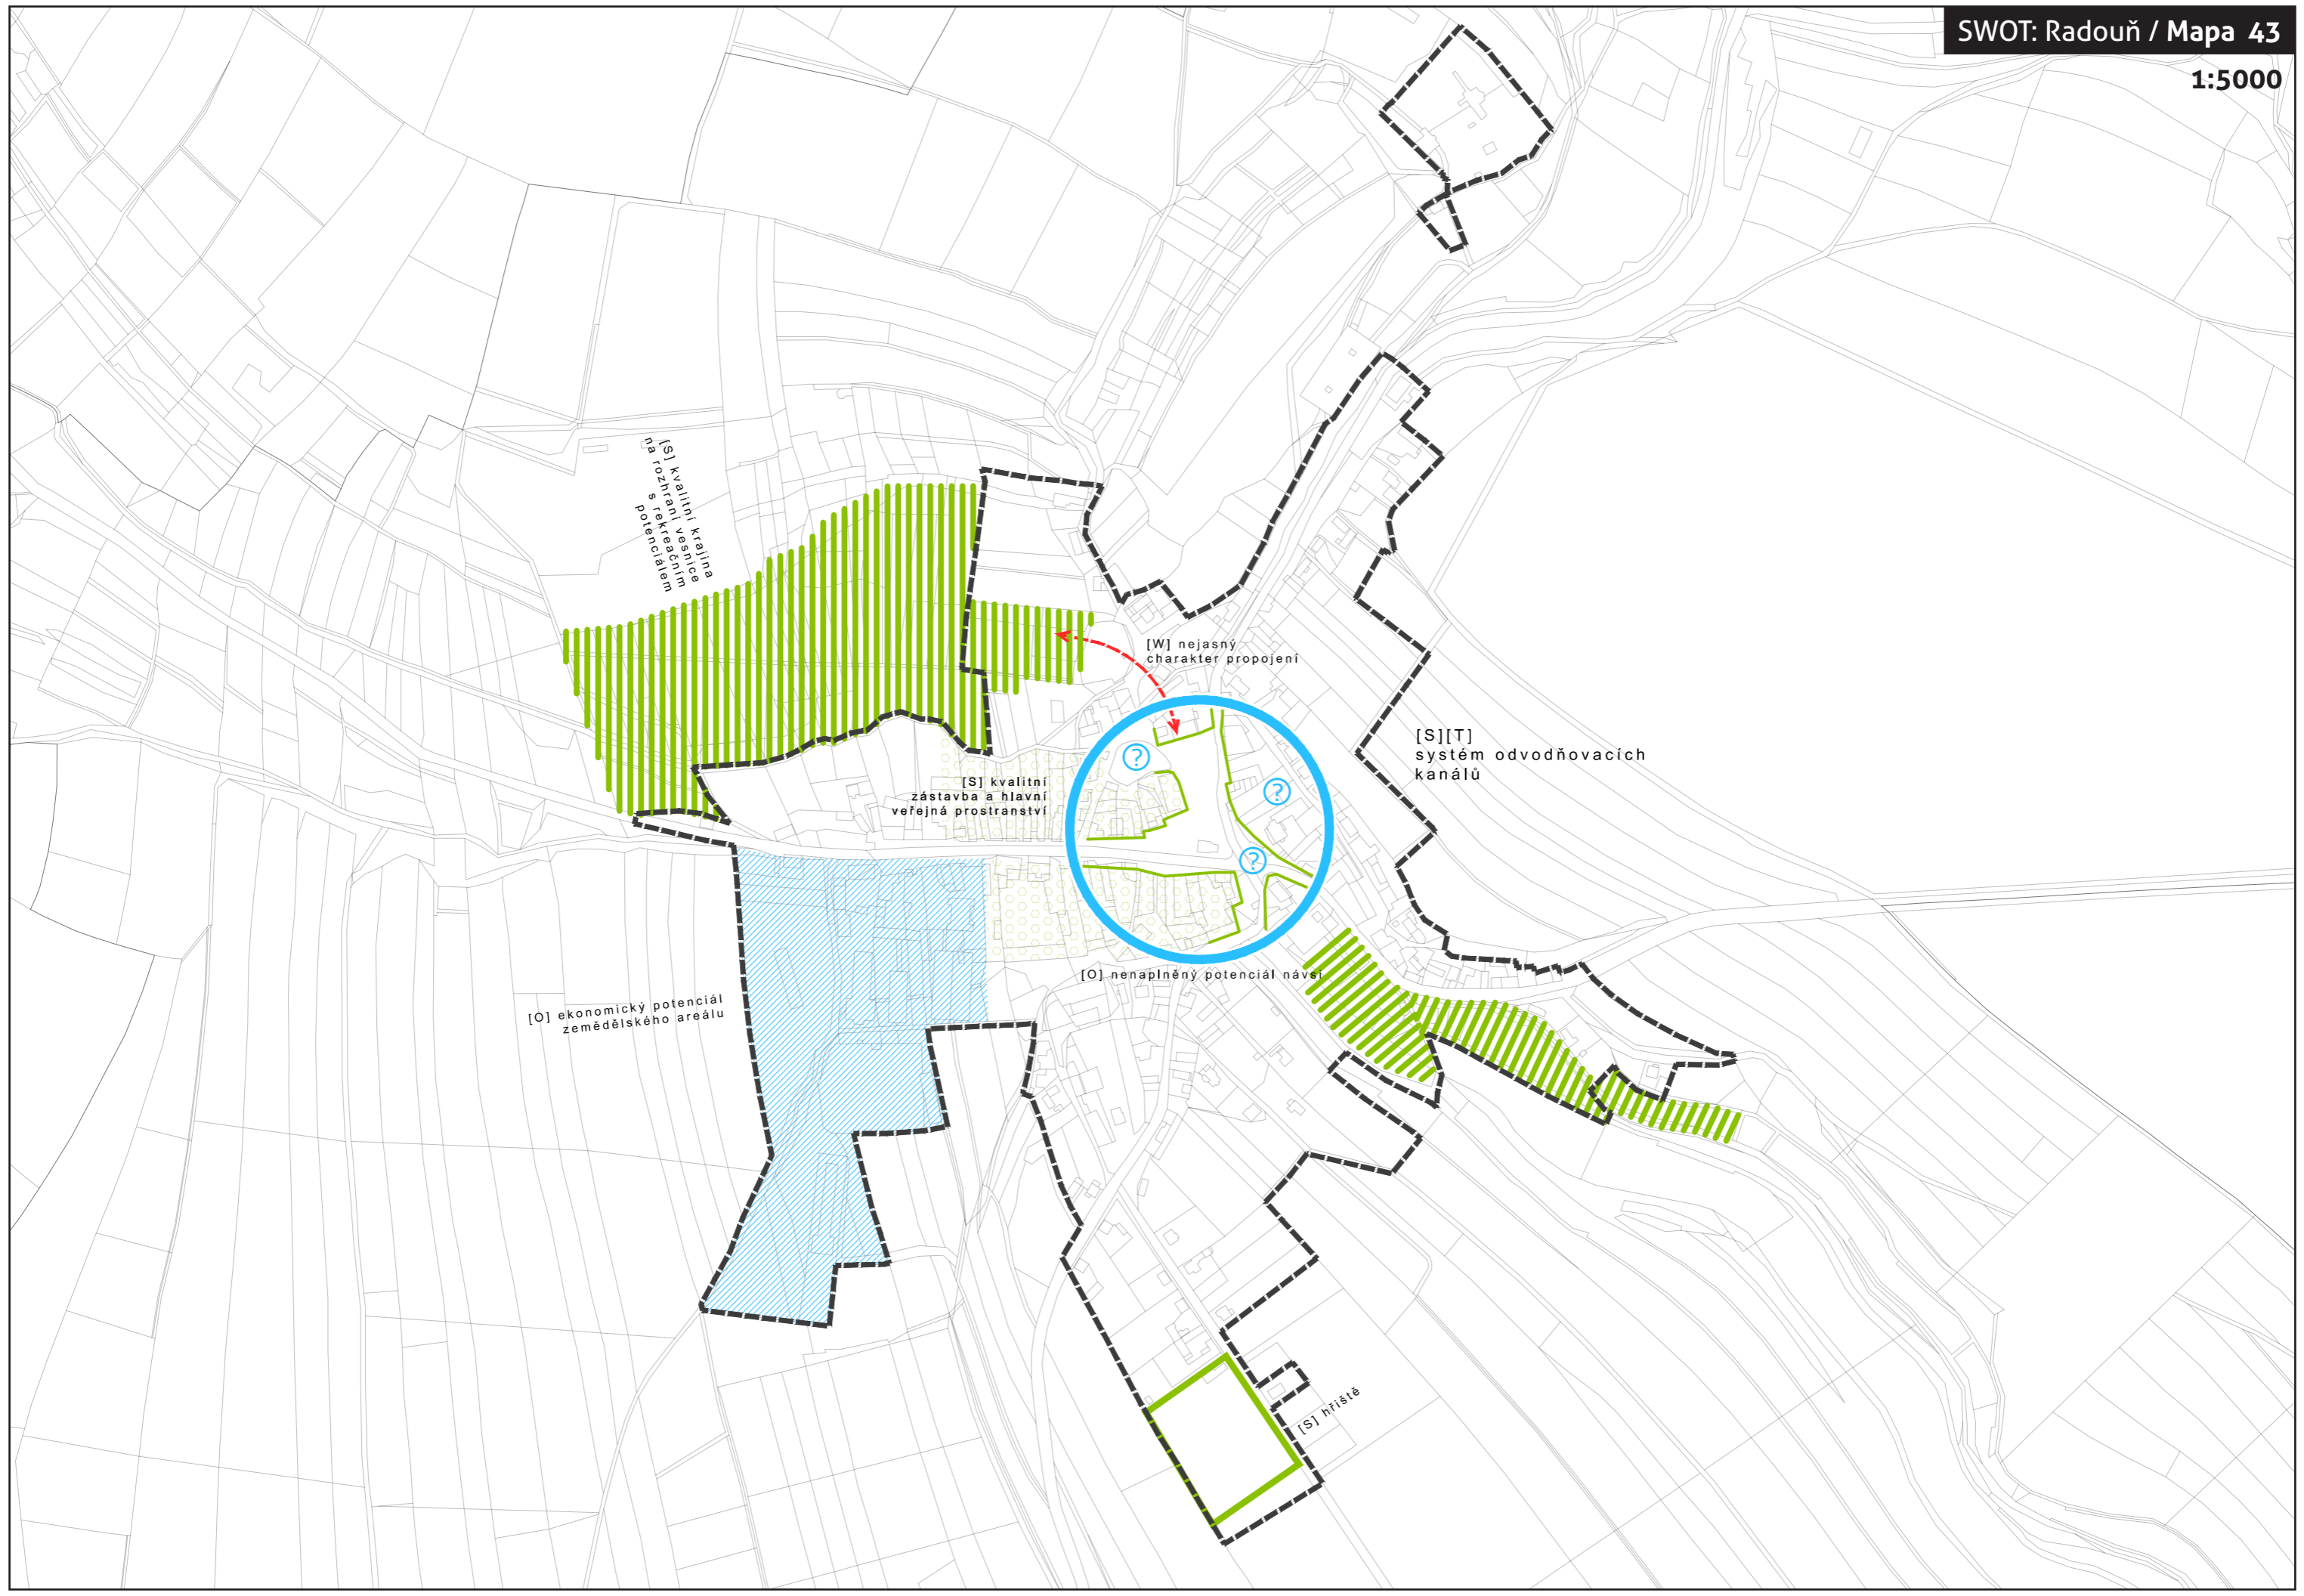 SWOT: Radouň / Mapa 43
1:5000
[S] kvalitní krajina
na rozhraní vesnice
s rekreačním
potenciálem
[W] nejasný
charakter propojení
[S][T]
systém odvodňovacích
kanálů
?
?
[S] kvalitní
zástavba a hlavní
veřejná prostranství
?
[O] nenaplněný potenciál návsi
[O] ekonomický potenciál
zemědělského areálu
[S] hřiště